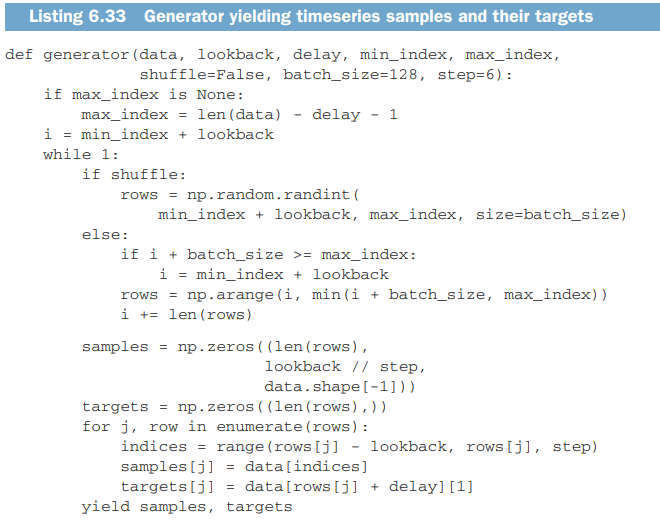 Listing 6.33 Generator yielding timeseries samples and their targets
def generator(data, lookback, delay, min_index, max_index,
              shuffle=False, batch_size=128, step=6):
    if max_index is None:
        max_index = len(data) - delay - 1
    i = min_index + lookback
    while 1:
        if shuffle:
            rows = np.random.randint(
                min_index + lookback, max_index, size=batch_size)
        else:
            if i + batch_size >= max_index:
                i = min_index + lookback
            rows = np.arange(i, min(i + batch_size, max_index))
            i += len(rows)
        samples = np.zeros((len(rows),
                           lookback // step,
                           data.shape[-1]))
        targets = np.zeros((len(rows),))
        for j, row in enumerate(rows):
            indices = range(rows[j] - lookback, rows[j], step)
            samples[j] = data[indices]
            targets[j] = data[rows[j] + delay][1]
        yield samples, targets